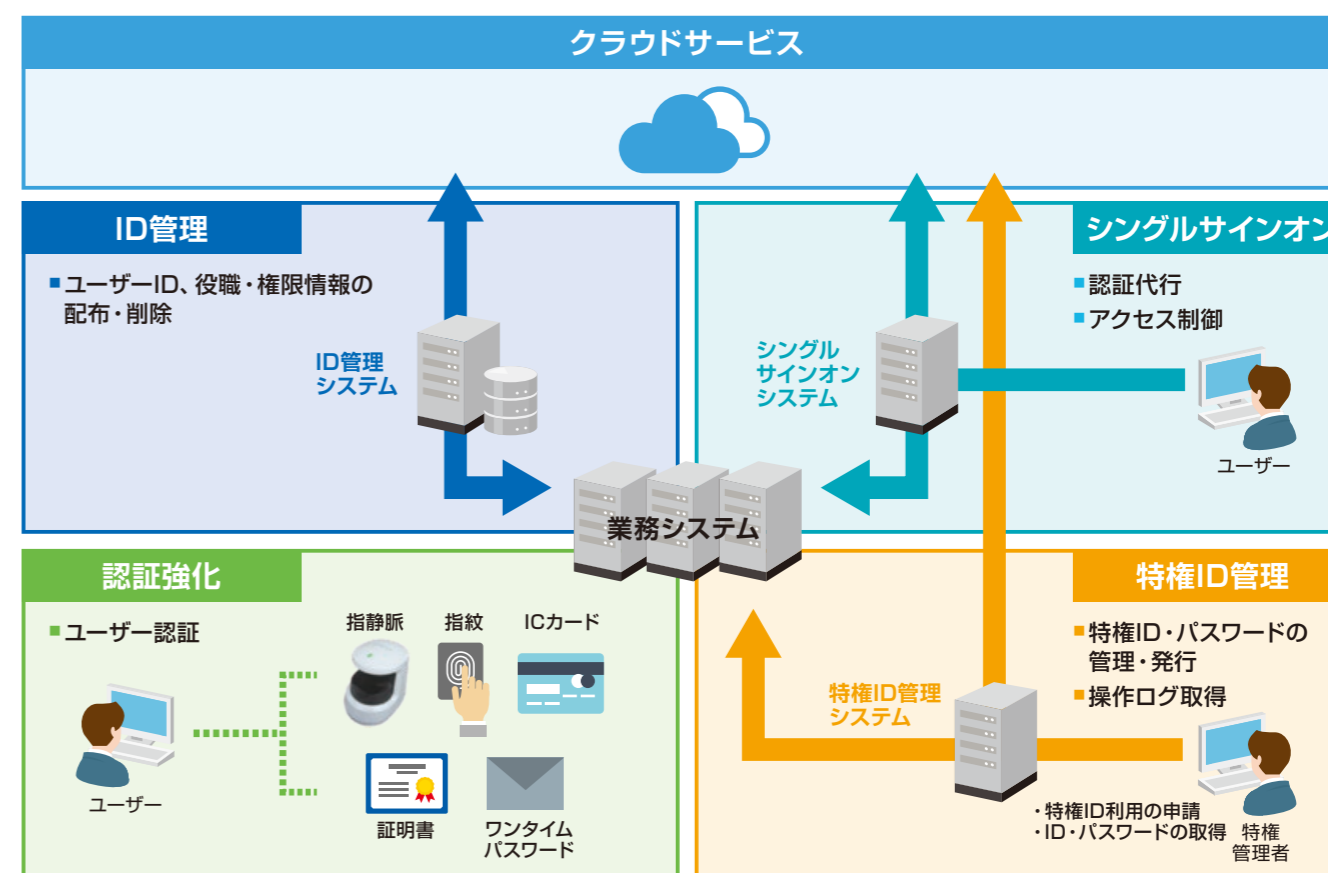 クラウドサービス
ID管理
■ユーザーID、役職・権限情報の
配布・削除
ID管理
システム
シングルサインオン
■認証代行
■アクセス制御
シングル
サインオン
システム
ユーザー
業務システム
認証強化
■ユーザー認証
指静脈
指紋
ICカード
ユーザー
証明書
ワンタイム
パスワード
特権ID管理
■特権ID・パスワードの
管理・発行
■操作ログ取得
特権ID管理
システム
・特権ID利用の申請
・ID・パスワードの取得
特権
管理者